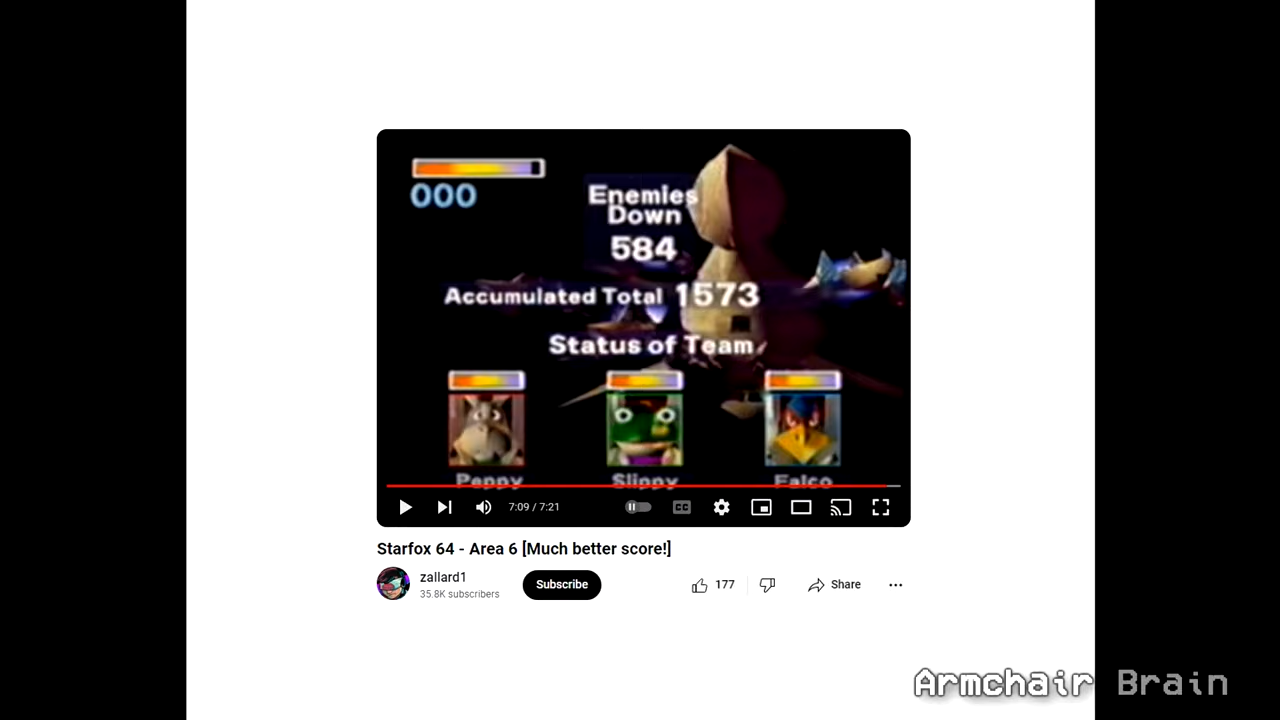 000
Enemies
Down
584
Accumulated Total 1573
Status of Team
Peppy Slippy Falco
7:09 / 7:21
CC
Starfox 64 - Area 6 [Much better score!]
zallard1
35.8K subscribers
Subscribe
177
Share
Armchair Brain